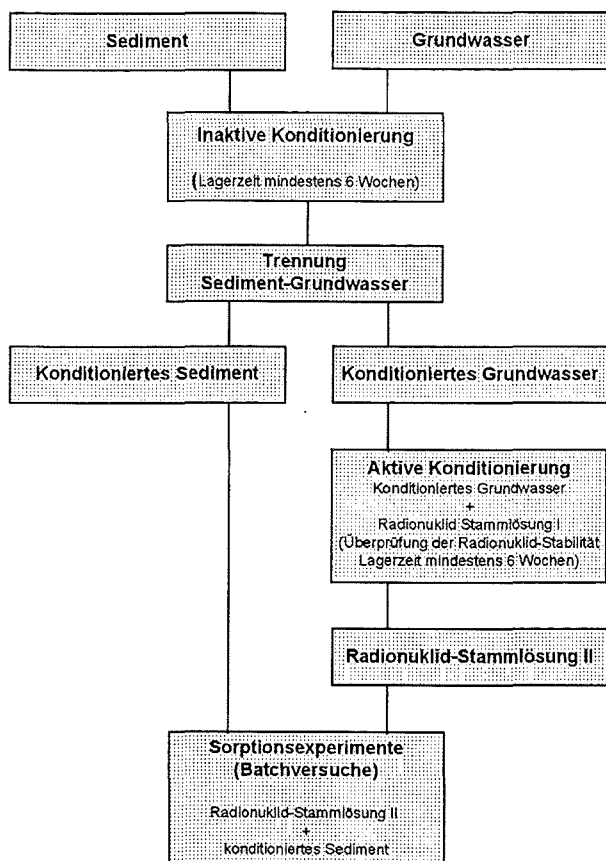 Sediment
Grundwasser
Inaktive Konditionierung
(Lagerzeit mindestens 6 Wochen)
Trennung
Sediment-Grundwasser
Konditioniertes Sediment
Konditioniertes Grundwasser
Aktive Konditionierung
Konditioniertes Grundwasser
+
Radionuklid Stammlösung I
(Überprüfung der Radionuklid-Stabilität
Lagerzeit mindestens 6 Wochen)
Radionuklid-Stammlösung II
Sorptionsexperimente
(Batchversuche)
Radionuklid-Stammlösung II
+
konditioniertes Sediment